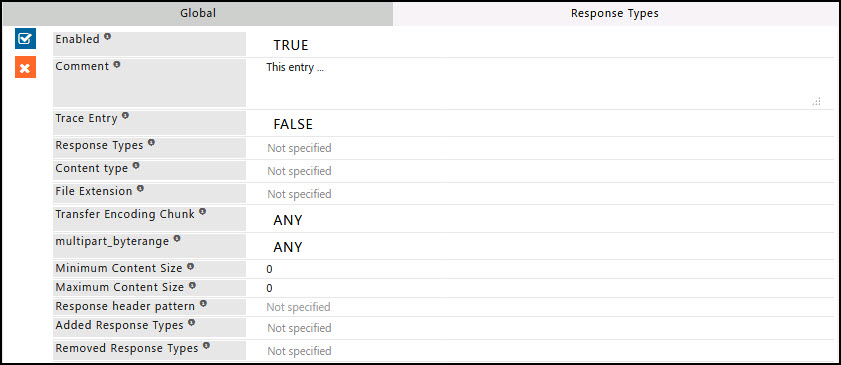 Global Response Types
Enabled TRUE
Comment This entry ...
Trace Entry FALSE
Response Types Not specified
Content type Not specified
File Extension Not specified
Transfer Encoding Chunk ANY
multipart_byterange ANY
Minimum Content Size 0
Maximum Content Size 0
Response header pattern Not specified
Added Response Types Not specified
Removed Response Types Not specified